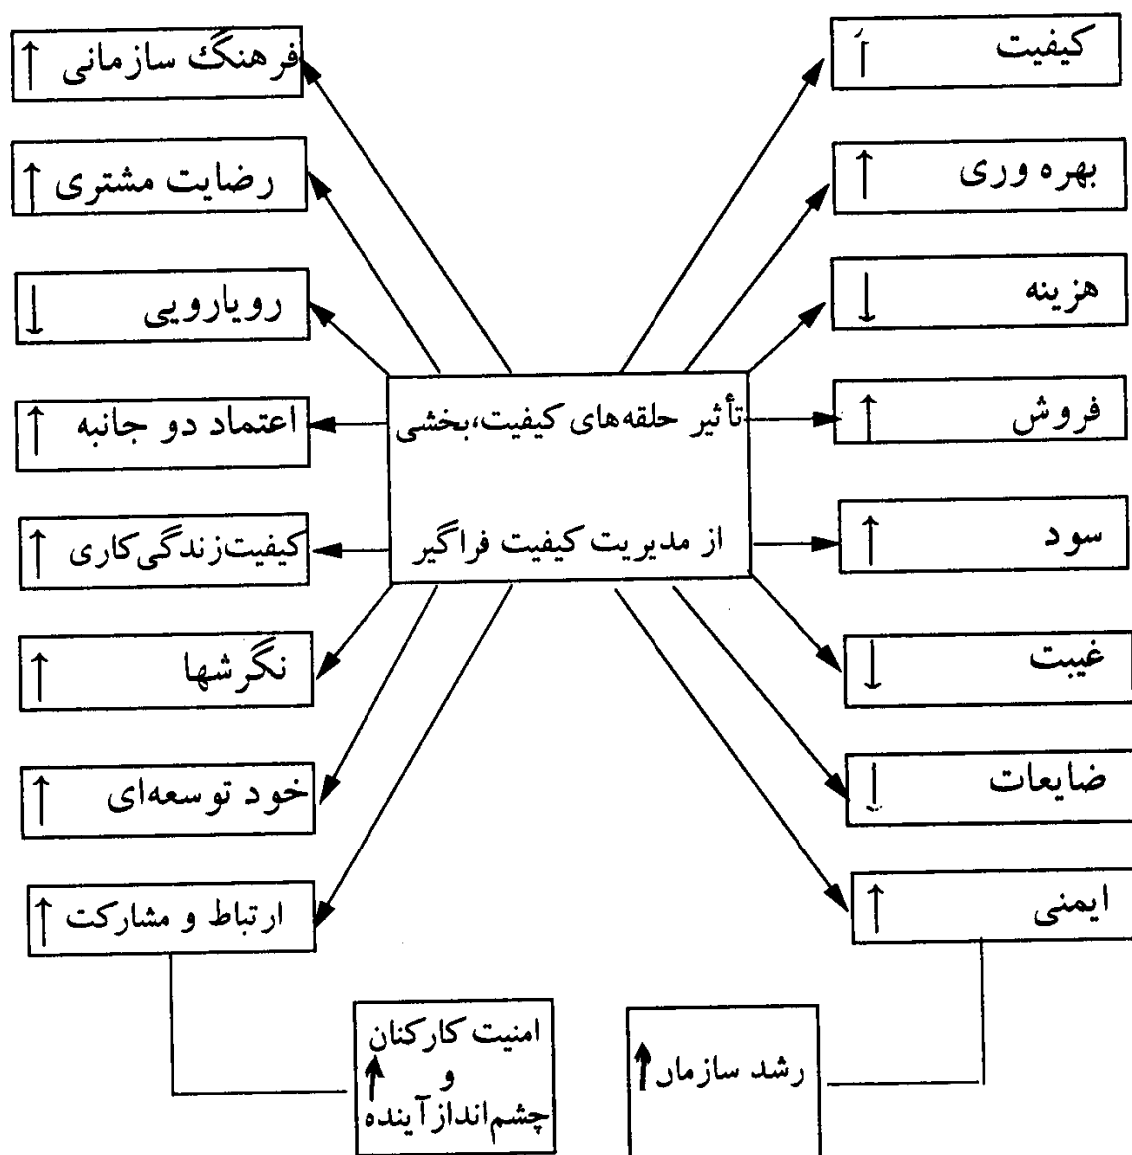 کیفیت ↑
فرهنگ سازمانی ↑
بهره وری ↑
رضایت مشتری ↑
هزینه ↓
رویارویی ↓
فروش ↑
اعتماد دو جانبه ↑
تأثیر حلقه‌های کیفیت،بخشی
از مدیریت کیفیت فراگیر
سود ↑
کیفیت زندگی کاری ↑
غیبت ↓
نگرشها ↑
ضایعات ↓
خود توسعه‌ای ↑
ایمنی ↑
ارتباط و مشارکت ↑
رشد سازمان ↑
امنیت کارکنان
و ↑
چشم‌انداز آینده